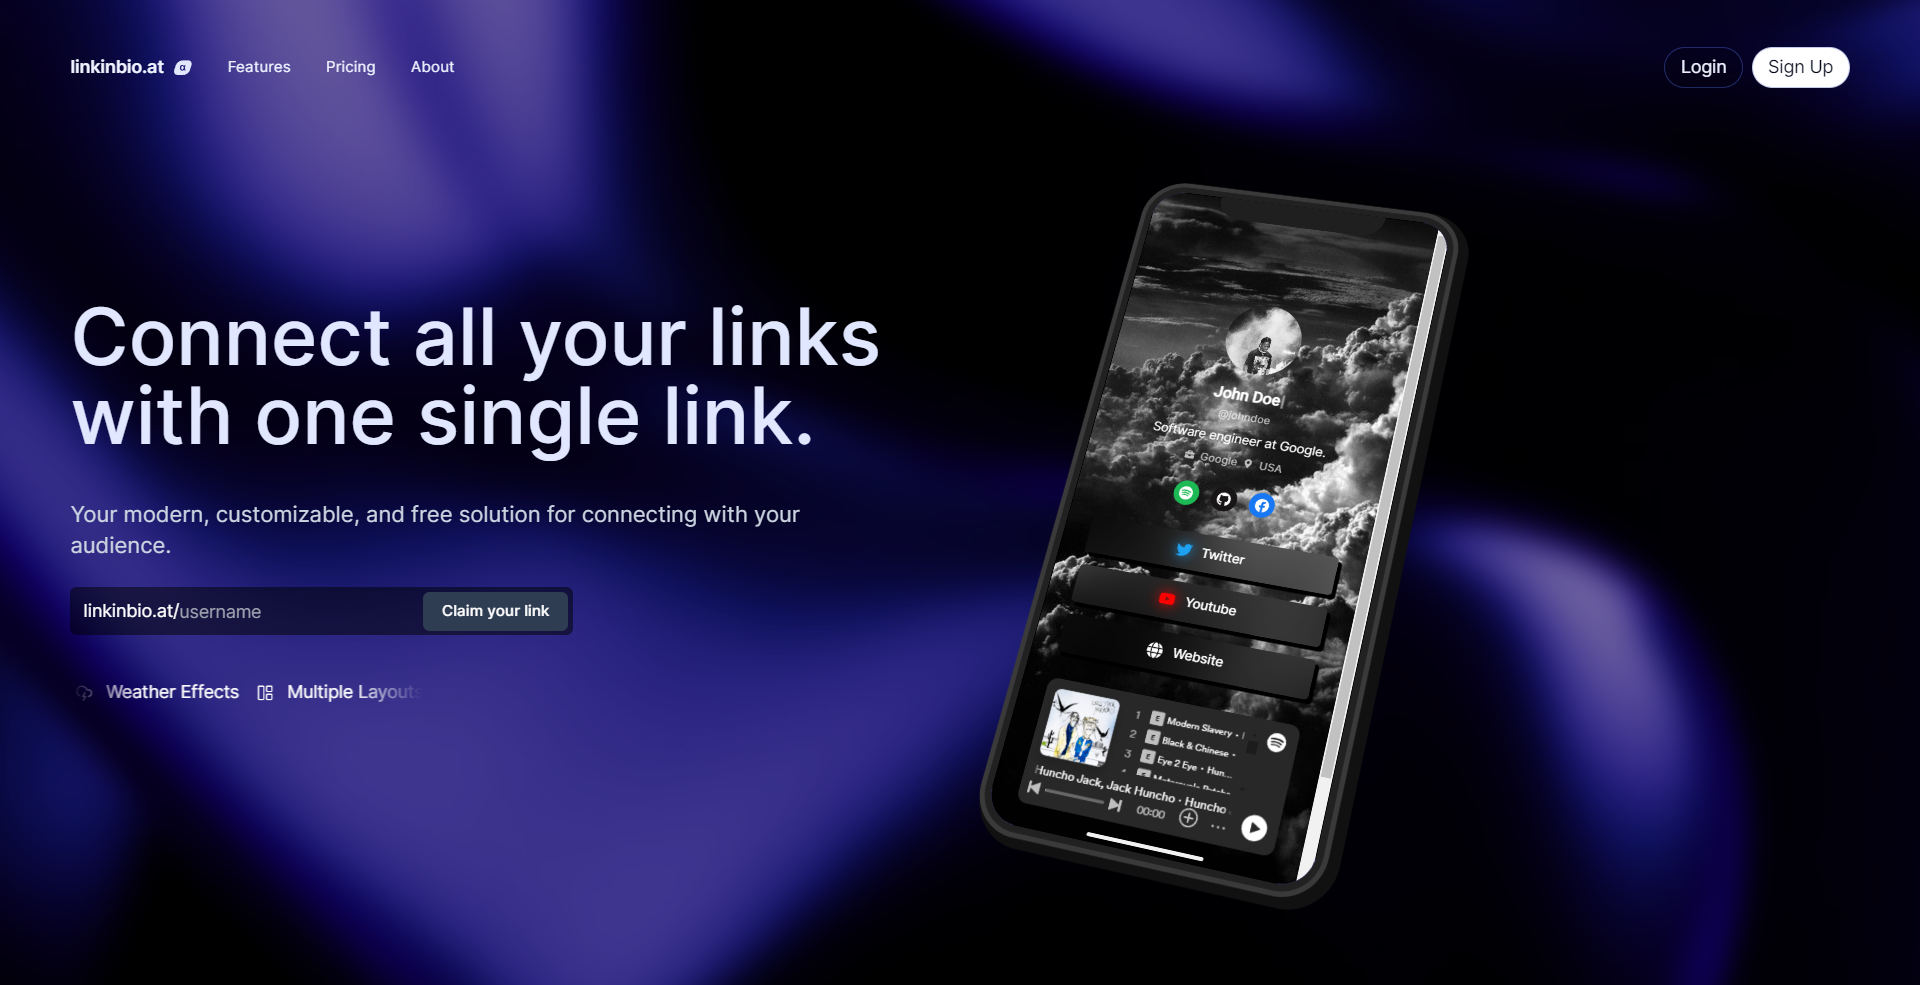 linkinbio.at α Features Pricing About
Login Sign Up
Connect all your links
with one single link.
Your modern, customizable, and free solution for connecting with your
audience.
linkinbio.at/username
Claim your link
Weather Effects Multiple Layouts
John Doe
@johndoe
Software engineer at Google.
Google USA
Twitter
Youtube
Website
1 E Modern Slavery •
2 E Black & Chinese •
3 E Eye 2 Eye • Hun...
Huncho Jack, Jack Huncho • Huncho
00:00